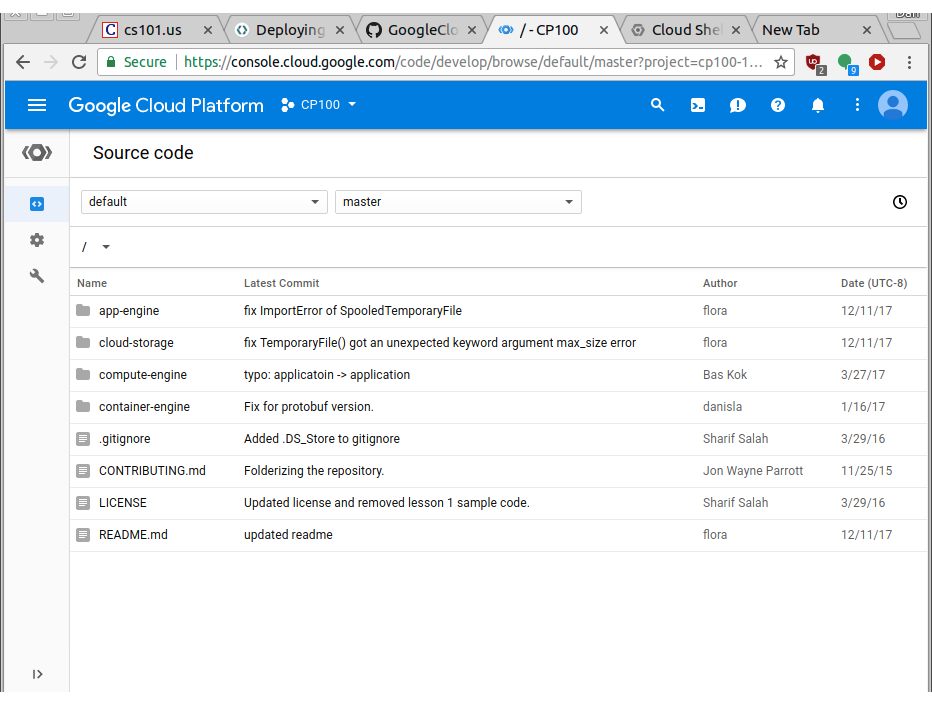 Dan
C cs101.us
Deploying
GoogleClo
/ - CP100
Cloud She
New Tab
Secure https://console.cloud.google.com/code/develop/browse/default/master?project=cp100-1...
2
9
Google Cloud Platform CP100
Source code
default master
/
Name Latest Commit Author Date (UTC-8)
app-engine fix ImportError of SpooledTemporaryFile flora 12/11/17
cloud-storage fix TemporaryFile() got an unexpected keyword argument max_size error flora 12/11/17
compute-engine typo: applicatoin -> application Bas Kok 3/27/17
container-engine Fix for protobuf version. danisla 1/16/17
.gitignore Added .DS_Store to gitignore Sharif Salah 3/29/16
CONTRIBUTING.md Folderizing the repository. Jon Wayne Parrott 11/25/15
LICENSE Updated license and removed lesson 1 sample code. Sharif Salah 3/29/16
README.md updated readme flora 12/11/17